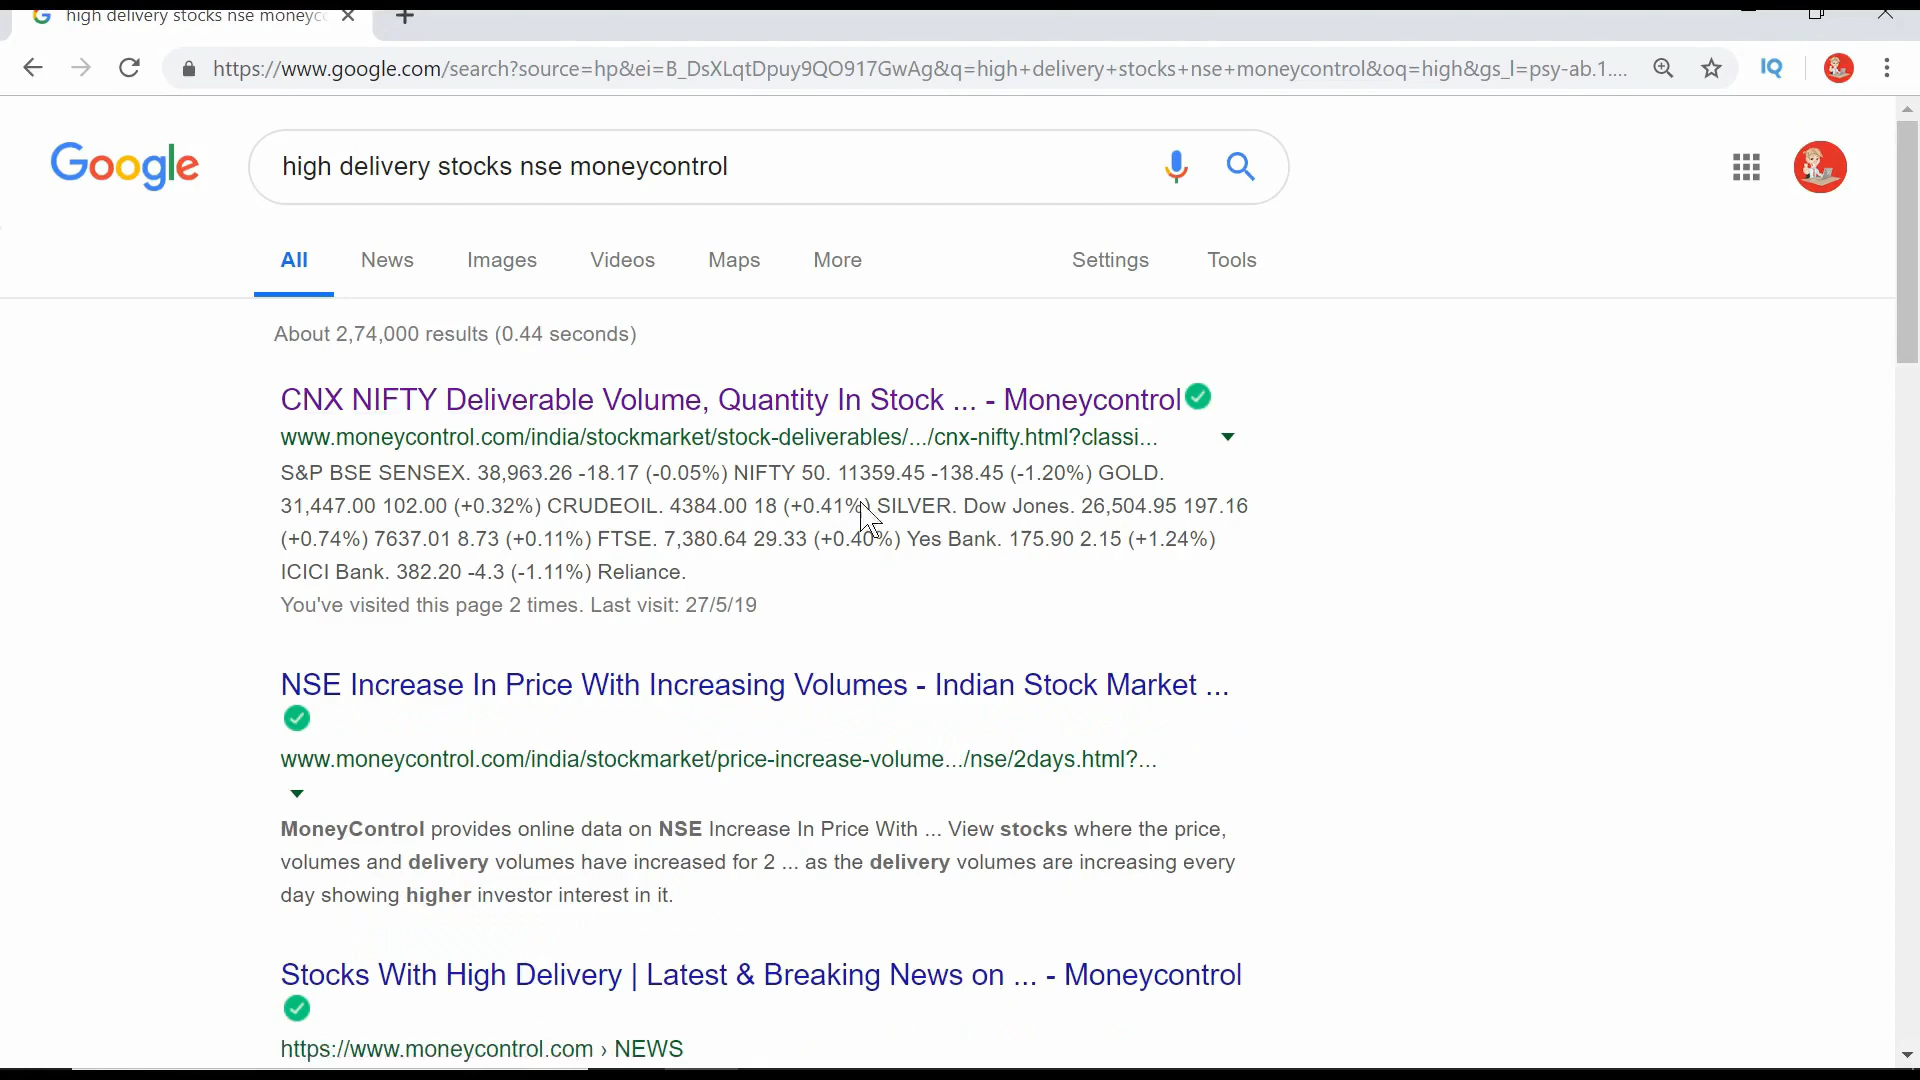 high delivery stocks nse moneyc
https://www.google.com/search?source=hp&ei=B_DsXLqtDpuy9QO917GwAg&q=high+delivery+stocks+nse+moneycontrol&oq=high&gs_l=psy-ab.1....
IQ
Google
high delivery stocks nse moneycontrol
All News Images Videos Maps More Settings Tools
About 2,74,000 results (0.44 seconds)
CNX NIFTY Deliverable Volume, Quantity In Stock ... - Moneycontrol
www.moneycontrol.com/india/stockmarket/stock-deliverables/.../cnx-nifty.html?classi...
S&P BSE SENSEX. 38,963.26 -18.17 (-0.05%) NIFTY 50. 11359.45 -138.45 (-1.20%) GOLD.
31,447.00 102.00 (+0.32%) CRUDEOIL. 4384.00 18 (+0.41%) SILVER. Dow Jones. 26,504.95 197.16
(+0.74%) 7637.01 8.73 (+0.11%) FTSE. 7,380.64 29.33 (+0.40%) Yes Bank. 175.90 2.15 (+1.24%)
ICICI Bank. 382.20 -4.3 (-1.11%) Reliance.
You've visited this page 2 times. Last visit: 27/5/19
NSE Increase In Price With Increasing Volumes - Indian Stock Market ...
www.moneycontrol.com/india/stockmarket/price-increase-volume.../nse/2days.html?...
MoneyControl provides online data on NSE Increase In Price With ... View stocks where the price,
volumes and delivery volumes have increased for 2 ... as the delivery volumes are increasing every
day showing higher investor interest in it.
Stocks With High Delivery | Latest & Breaking News on ... - Moneycontrol
https://www.moneycontrol.com › NEWS